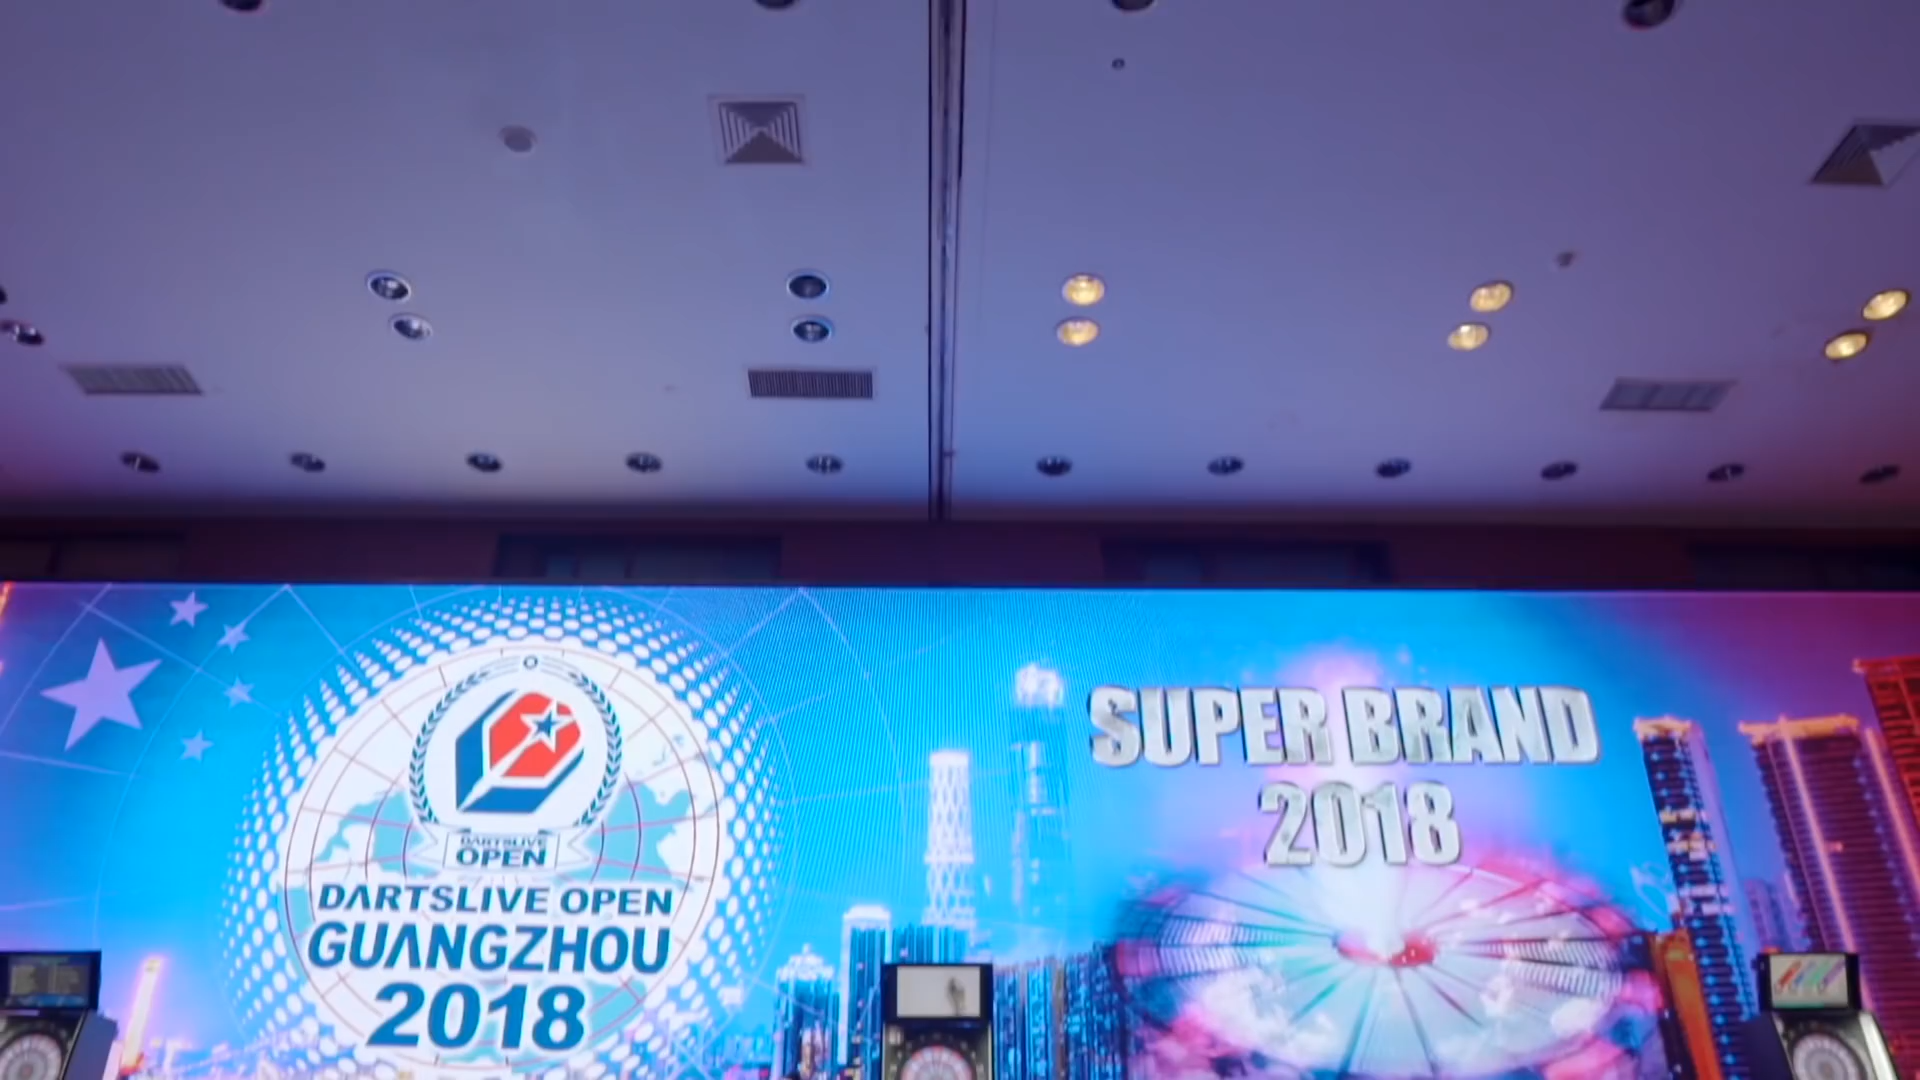 DARTSLIVE
OPEN
DARTSLIVE OPEN
GUANGZHOU
2018
SUPER BRAND
2018